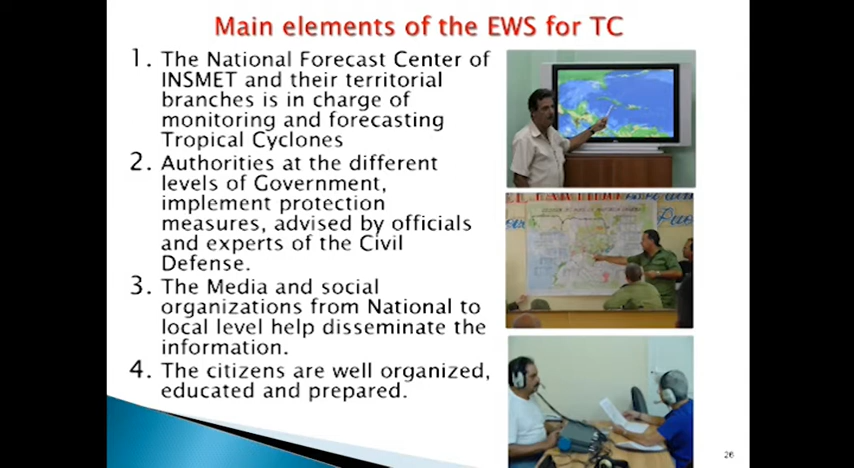 Main elements of the EWS for TC
1. The National Forecast Center of
INSMET and their territorial
branches is in charge of
monitoring and forecasting
Tropical Cyclones
2. Authorities at the different
levels of Government,
implement protection
measures, advised by officials
and experts of the Civil
Defense.
3. The Media and social
organizations from National to
local level help disseminate the
information.
4. The citizens are well organized,
educated and prepared.
26